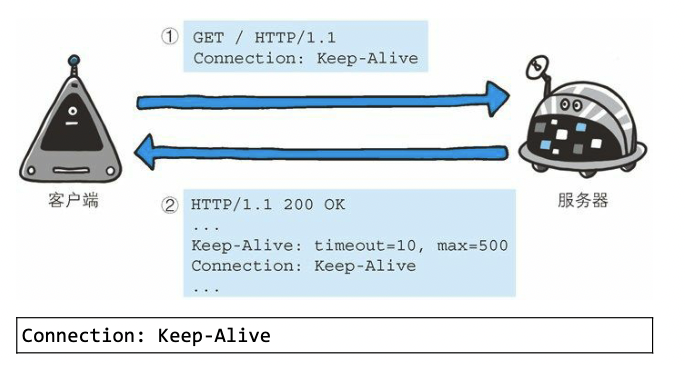 ① GET / HTTP/1.1
Connection: Keep-Alive
客户端
服务器
② HTTP/1.1 200 OK
...
Keep-Alive: timeout=10, max=500
Connection: Keep-Alive
...
Connection: Keep-Alive